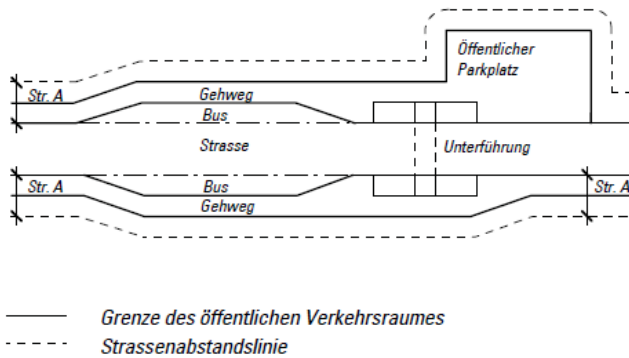 Öffentlicher
Parkplatz
Str. A
Gehweg
Bus
Strasse
Unterführung
Str. A
Bus
Str. A
Gehweg
Grenze des öffentlichen Verkehrsraumes
Strassenabstandslinie